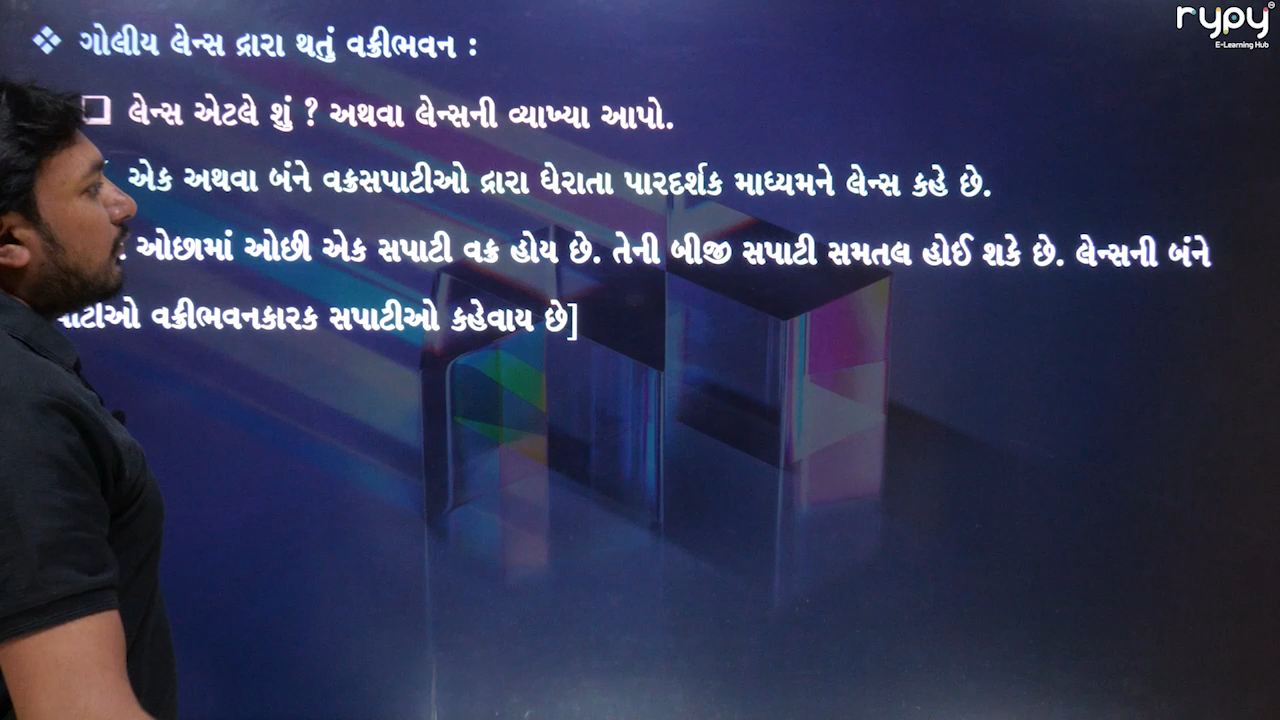 ❖ ગોલીય લેન્સ દ્રારા થતું વક્રીભવન :
rypy
E-Learning Hub
❑ લેન્સ એટલે શું ? અથવા લેન્સની વ્યાખ્યા આપો.
એક અથવા બંને વક્રસપાટીઓ દ્રારા ઘેરાતા પારદર્શક માધ્યમને લેન્સ કહે છે.
ઓછામાં ઓછી એક સપાટી વક્ર હોય છે. તેની બીજી સપાટી સમતલ હોઈ શકે છે. લેન્સની બંને
વક્રીભવનકારક સપાટીઓ કહેવાય છે]